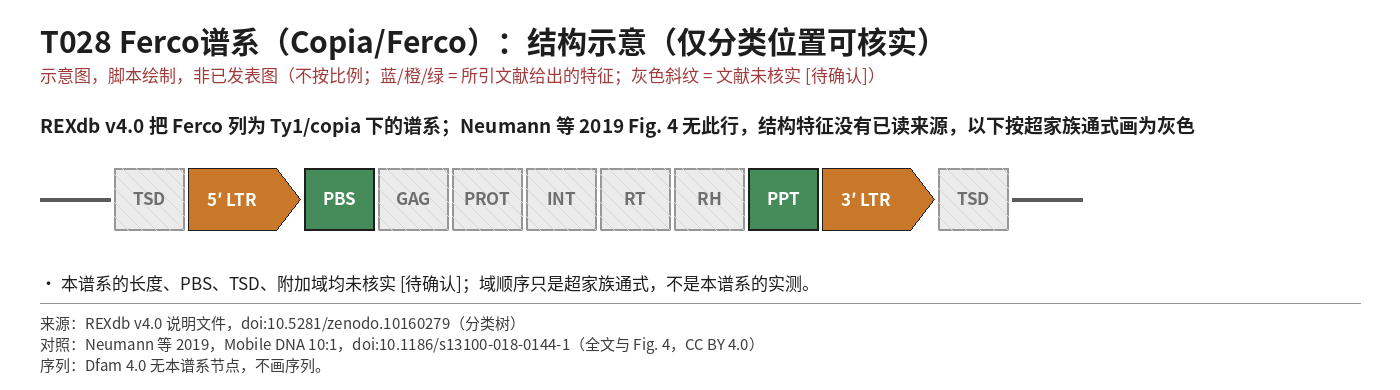 T028 Ferco谱系（Copia/Ferco）：结构示意（仅分类位置可核实）
示意图，脚本绘制，非已发表图（不按比例；蓝/橙/绿 = 所引文献给出的特征；灰色斜纹 = 文献未核实 [待确认]）
REXdb v4.0 把 Ferco 列为 Ty1/copia 下的谱系；Neumann 等 2019 Fig. 4 无此行，结构特征没有已读来源，以下按超家族通式画为灰色
TSD 5′ LTR PBS GAG PROT INT RT RH PPT 3′ LTR TSD
・ 本谱系的长度、PBS、TSD、附加域均未核实 [待确认]；域顺序只是超家族通式，不是本谱系的实测。
来源：REXdb v4.0 说明文件，doi:10.5281/zenodo.10160279（分类树）
对照：Neumann 等 2019，Mobile DNA 10:1，doi:10.1186/s13100-018-0144-1（全文与 Fig. 4，CC BY 4.0）
序列：Dfam 4.0 无本谱系节点，不画序列。